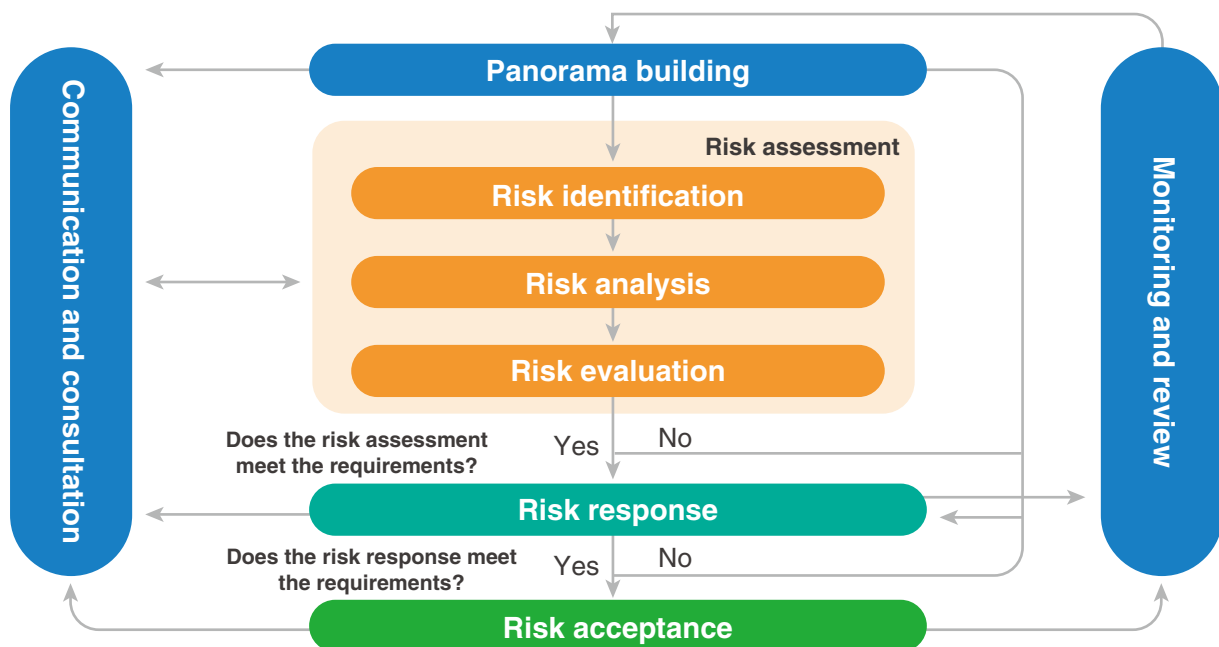 Panorama building
Communication and consultation
Monitoring and review
Risk assessment
Risk identification
Risk analysis
Risk evaluation
Does the risk assessment
meet the requirements?
Yes
No
Risk response
Does the risk response meet
the requirements?
Yes
No
Risk acceptance